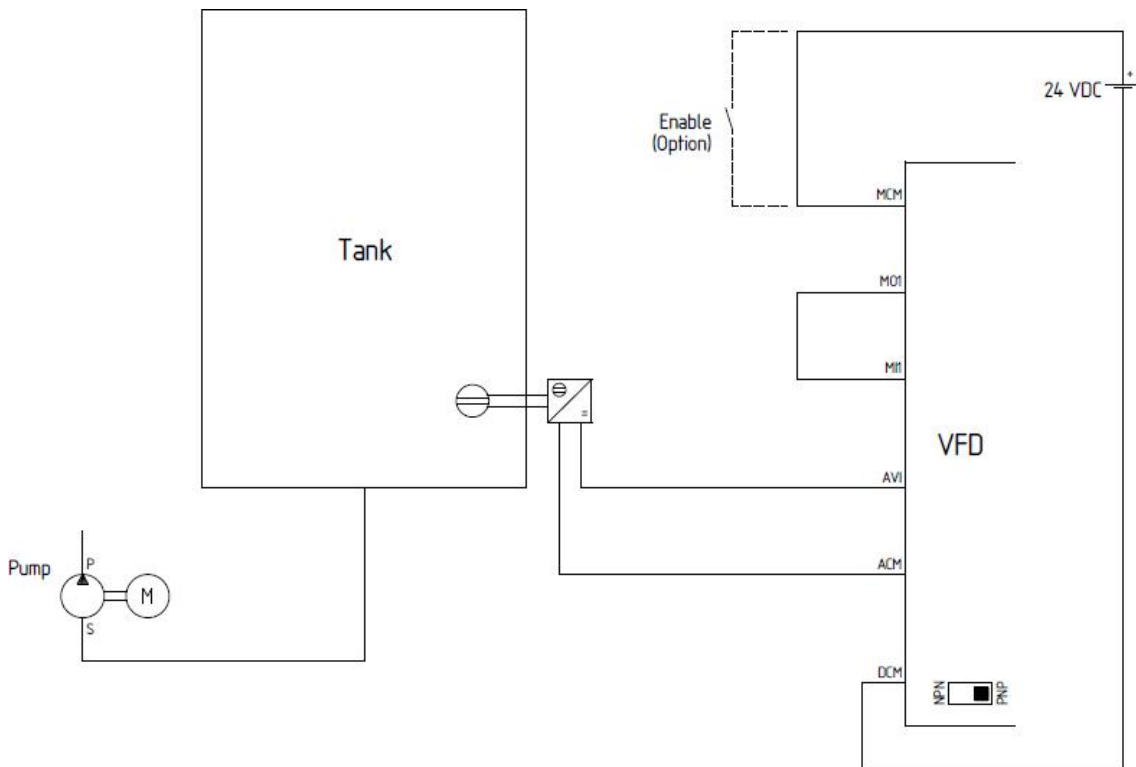 24 VDC
+
Enable
(Option)
MCM
Tank
MO1
MI1
=
VFD
AVI
Pump
P
M
S
ACM
DCM
NPN
PNP